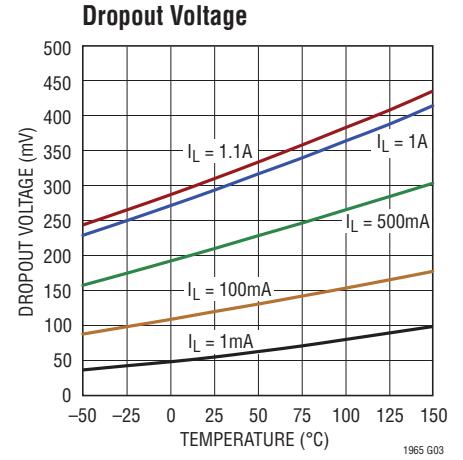 Dropout Voltage
500
450
400
350
300
250
200
150
100
50
0
DROPOUT VOLTAGE (mV)
IL = 1.1A
IL = 1A
IL = 500mA
IL = 100mA
IL = 1mA
–50 –25 0 25 50 75 100 125 150
TEMPERATURE (°C)
1965 G03